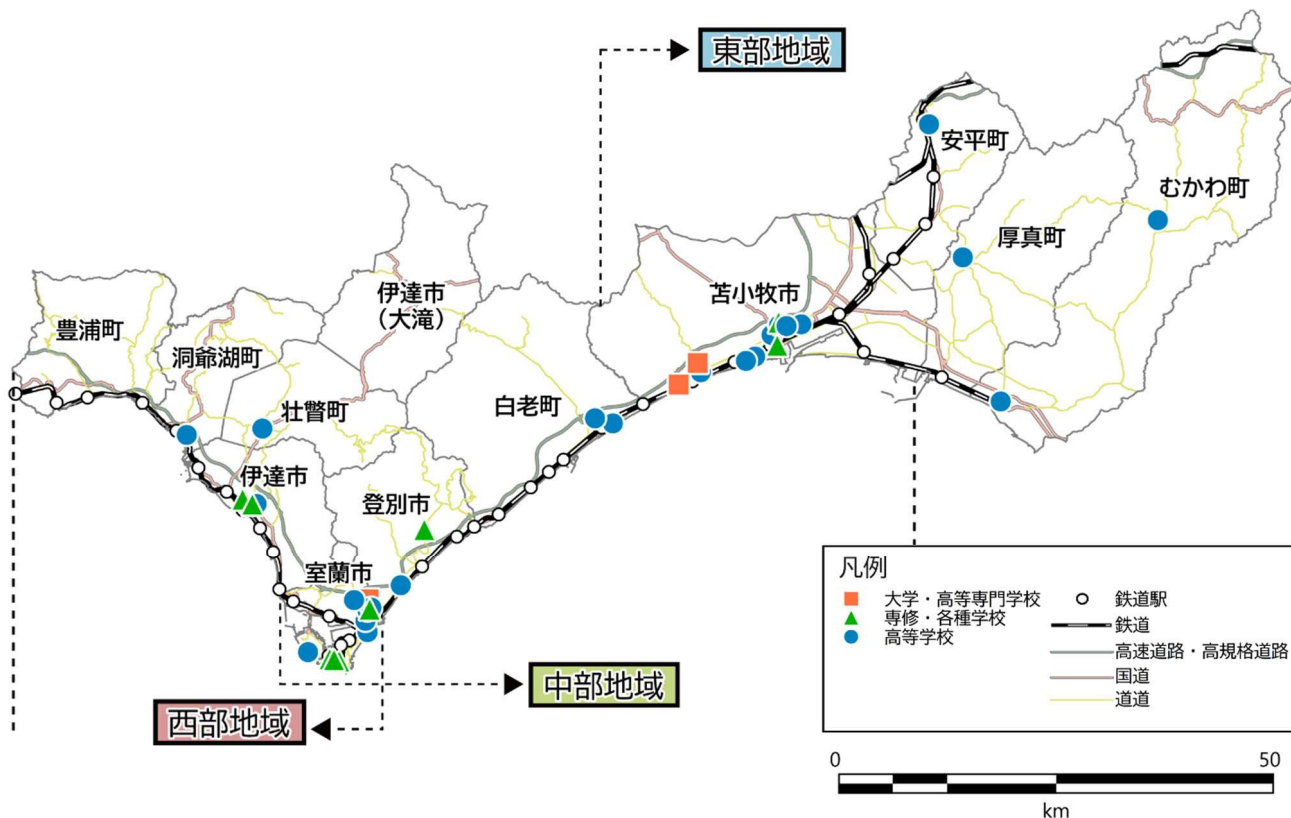 東部地域
安平町
むかわ町
厚真町
苫小牧市
伊達市
（大滝）
豊浦町
洞爺湖町
壮瞥町
白老町
伊達市
登別市
室蘭市
中部地域
西部地域
凡例
大学・高等専門学校
専修・各種学校
高等学校
鉄道駅
鉄道
高速道路・高規格道路
国道
道道
0 50
km